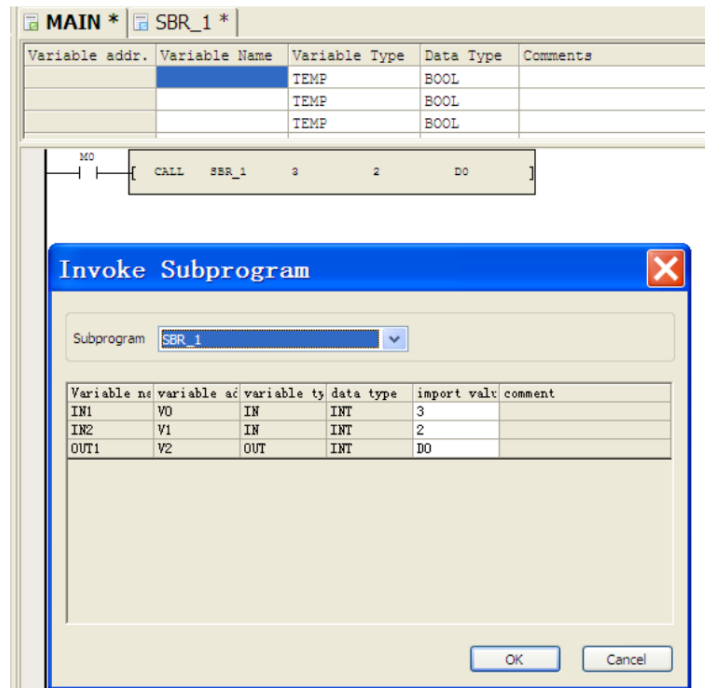 MAIN * SBR_1 *
Variable addr. Variable Name Variable Type Data Type Comments
TEMP BOOL
TEMP BOOL
TEMP BOOL
M0
CALL SBR_1 3 2 D0
Invoke Subprogram
Subprogram SBR_1
Variable na variable ad variable ty data type import valu comment
IN1 V0 IN INT 3
IN2 V1 IN INT 2
OUT1 V2 OUT INT D0
OK Cancel